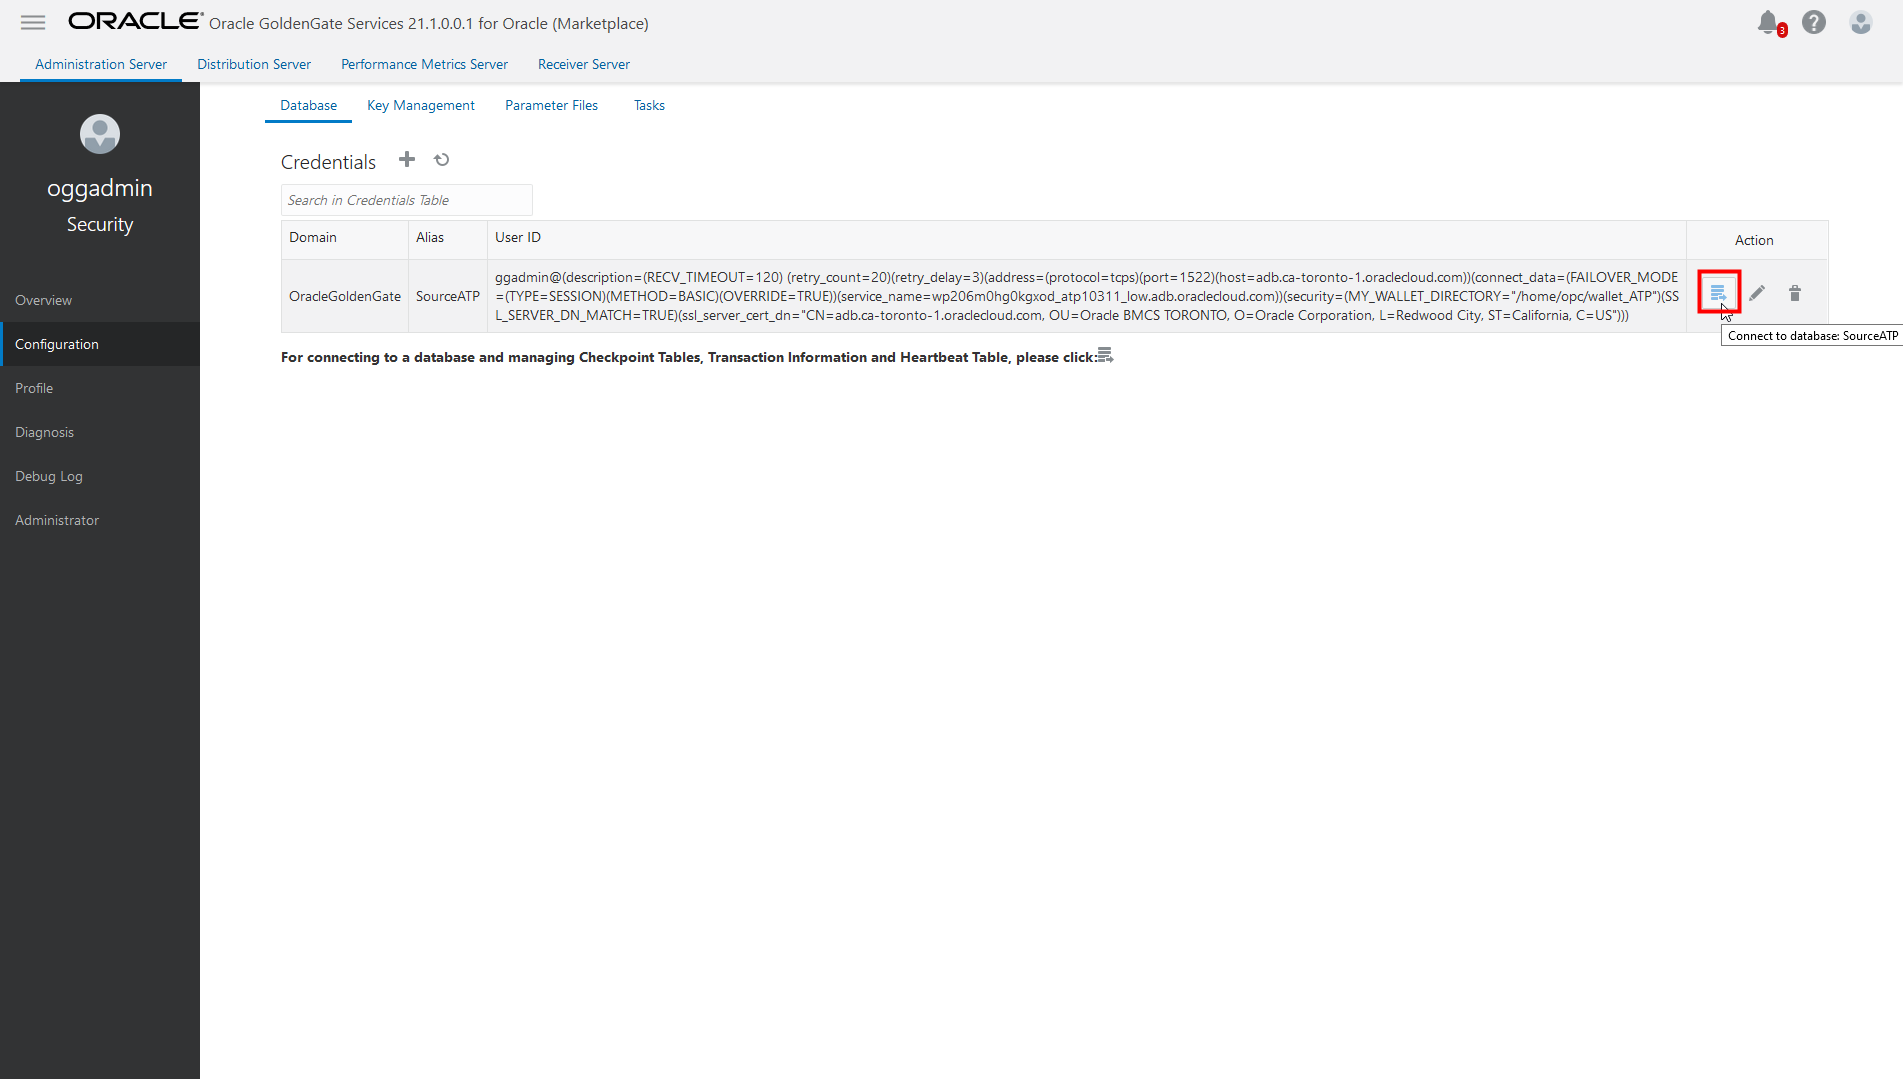 ORACLE Oracle GoldenGate Services 21.1.0.0.1 for Oracle (Marketplace)
3
Administration Server
Distribution Server
Performance Metrics Server
Receiver Server
oggadmin
Security
Overview
Configuration
Profile
Diagnosis
Debug Log
Administrator
Database
Key Management
Parameter Files
Tasks
Credentials
Search in Credentials Table
Domain
Alias
User ID
Action
OracleGoldenGate
SourceATP
ggadmin@(description=(RECV_TIMEOUT=120) (retry_count=20)(retry_delay=3)(address=(protocol=tcps)(port=1522)(host=adb.ca-toronto-1.oraclecloud.com))(connect_data=(FAILOVER_MODE
=(TYPE=SESSION)(METHOD=BASIC)(OVERRIDE=TRUE))(service_name=wp206m0hg0kgxod_atp10311_low.adb.oraclecloud.com))(security=(MY_WALLET_DIRECTORY="/home/opc/wallet_ATP")(SS
L_SERVER_DN_MATCH=TRUE)(ssl_server_cert_dn="CN=adb.ca-toronto-1.oraclecloud.com, OU=Oracle BMCS TORONTO, O=Oracle Corporation, L=Redwood City, ST=California, C=US")))
Connect to database: SourceATP
For connecting to a database and managing Checkpoint Tables, Transaction Information and Heartbeat Table, please click: